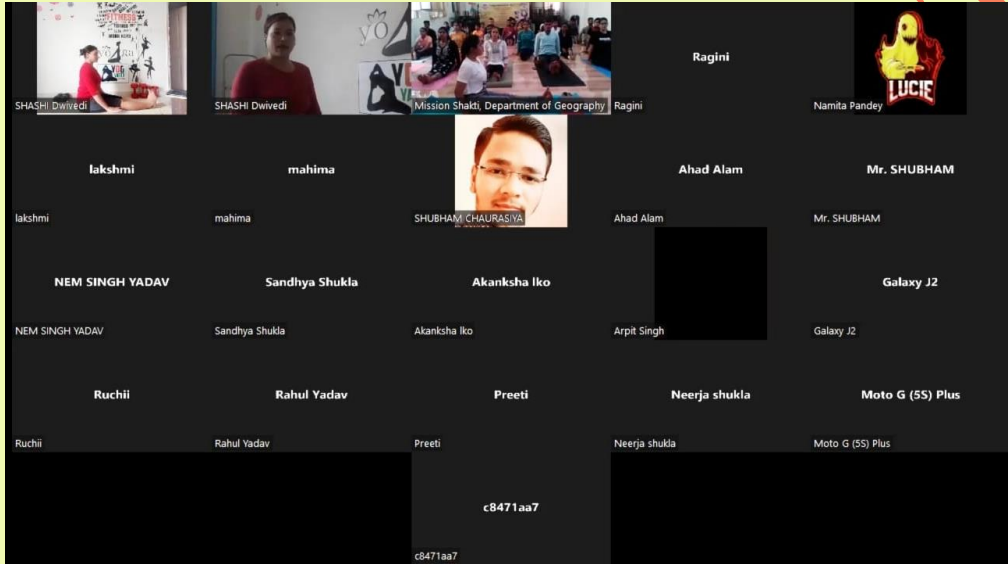 FITNESS
SHASHI Dwivedi
yo
SHASHI Dwivedi
Mission Shakti, Department of Geography
Ragini
Ragini
LUCIE
Namita Pandey
lakshmi
lakshmi
mahima
mahima
SHUBHAM CHAURASIYA
Ahad Alam
Ahad Alam
Mr. SHUBHAM
Mr. SHUBHAM
NEM SINGH YADAV
NEM SINGH YADAV
Sandhya Shukla
Sandhya Shukla
Akanksha lko
Akanksha lko
Arpit Singh
Galaxy J2
Galaxy J2
Ruchii
Ruchii
Rahul Yadav
Rahul Yadav
Preeti
Preeti
Neerja shukla
Neerja shukla
Moto G (5S) Plus
Moto G (5S) Plus
c8471aa7
c8471aa7